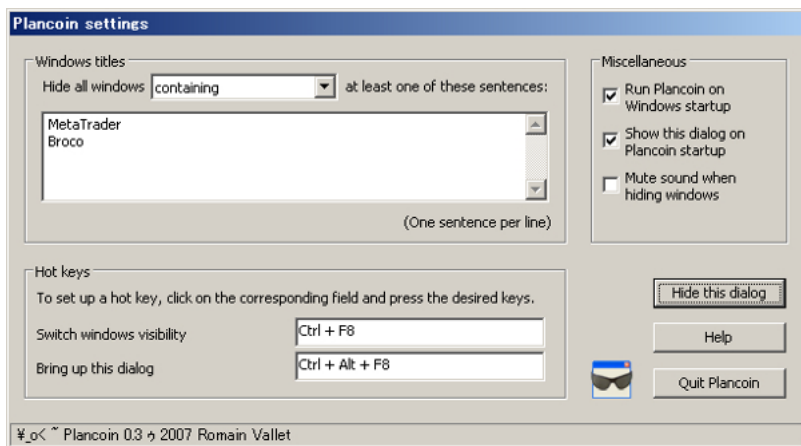 Plancoin settings
Windows titles
Hide all windows containing at least one of these sentences:
MetaTrader
Broco
(One sentence per line)
Miscellaneous
Run Plancoin on
Windows startup
Show this dialog on
Plancoin startup
Mute sound when
hiding windows
Hot keys
To set up a hot key, click on the corresponding field and press the desired keys.
Switch windows visibility Ctrl + F8
Bring up this dialog Ctrl + Alt + F8
Hide this dialog
Help
Quit Plancoin
¥_o< ~ Plancoin 0.3 ゥ 2007 Romain Vallet